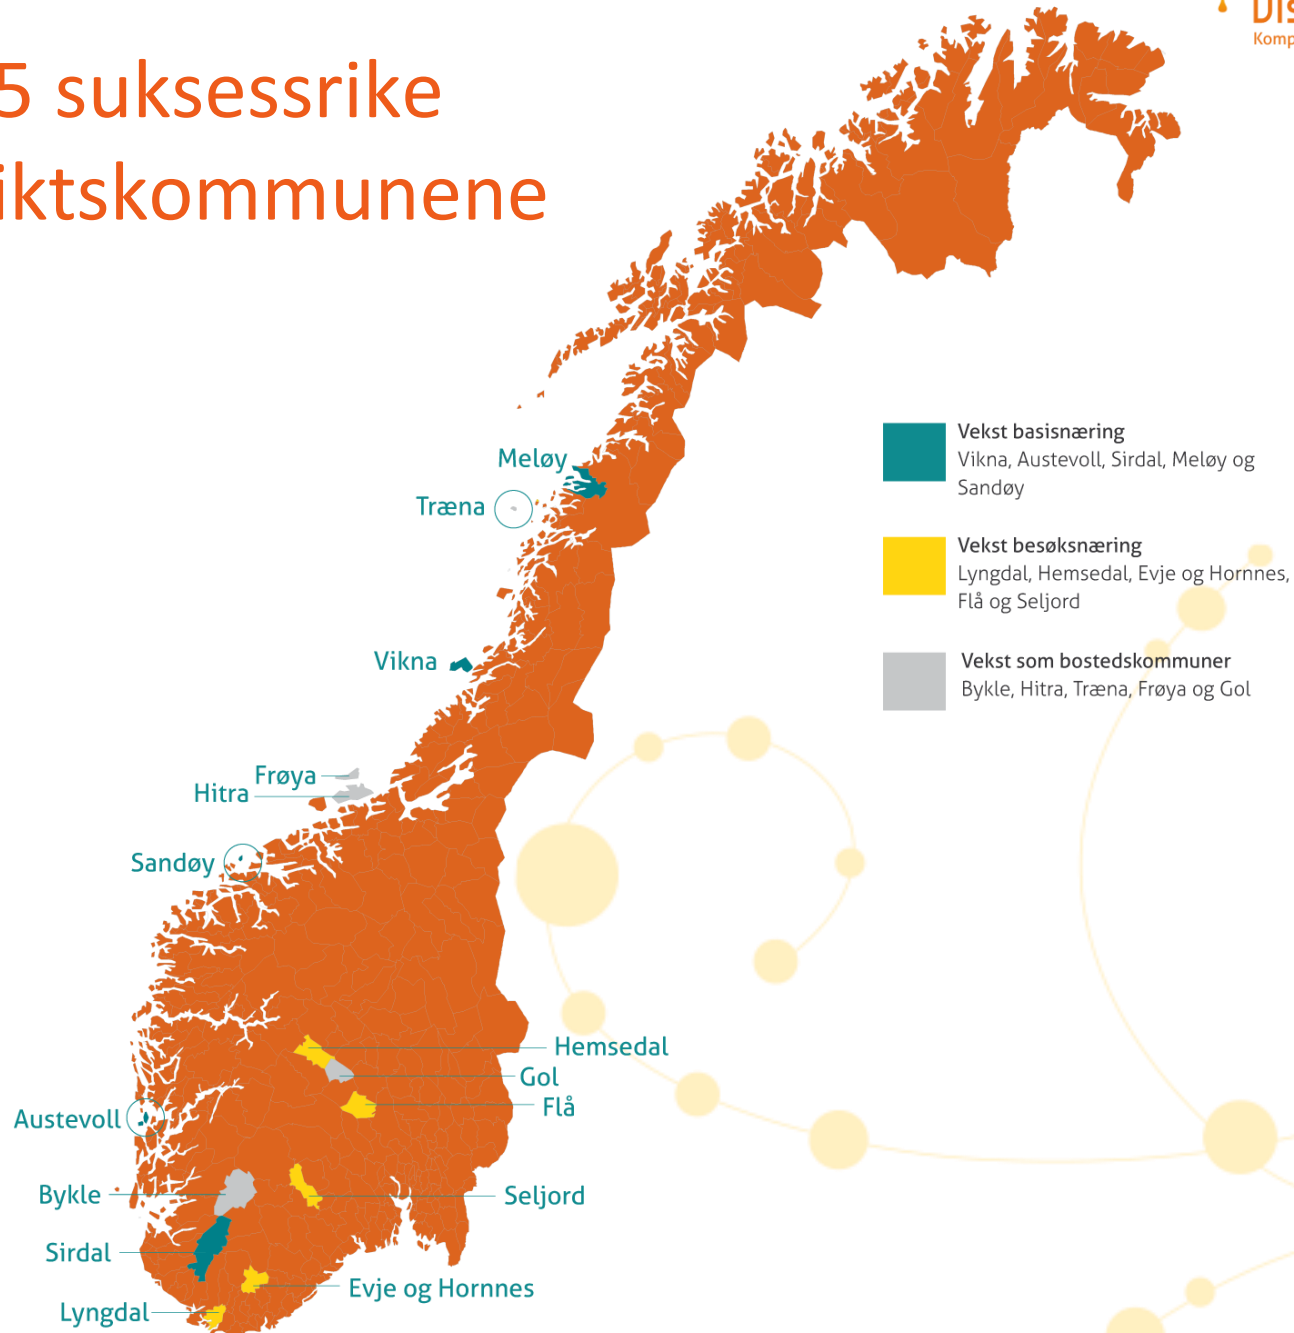 5 suksessrike
iktskommunene
Dis
Komp
Meløy
Træna
Vikna
Frøya
Hitra
Sandøy
Hemsedal
Gol
Flå
Austevoll
Bykle
Seljord
Sirdal
Evje og Hornnes
Lyngdal
Vekst basisnæring
Vikna, Austevoll, Sirdal, Meløy og
Sandøy
Vekst besøksnæring
Lyngdal, Hemsedal, Evje og Hornnes,
Flå og Seljord
Vekst som bostedskommuner
Bykle, Hitra, Træna, Frøya og Gol